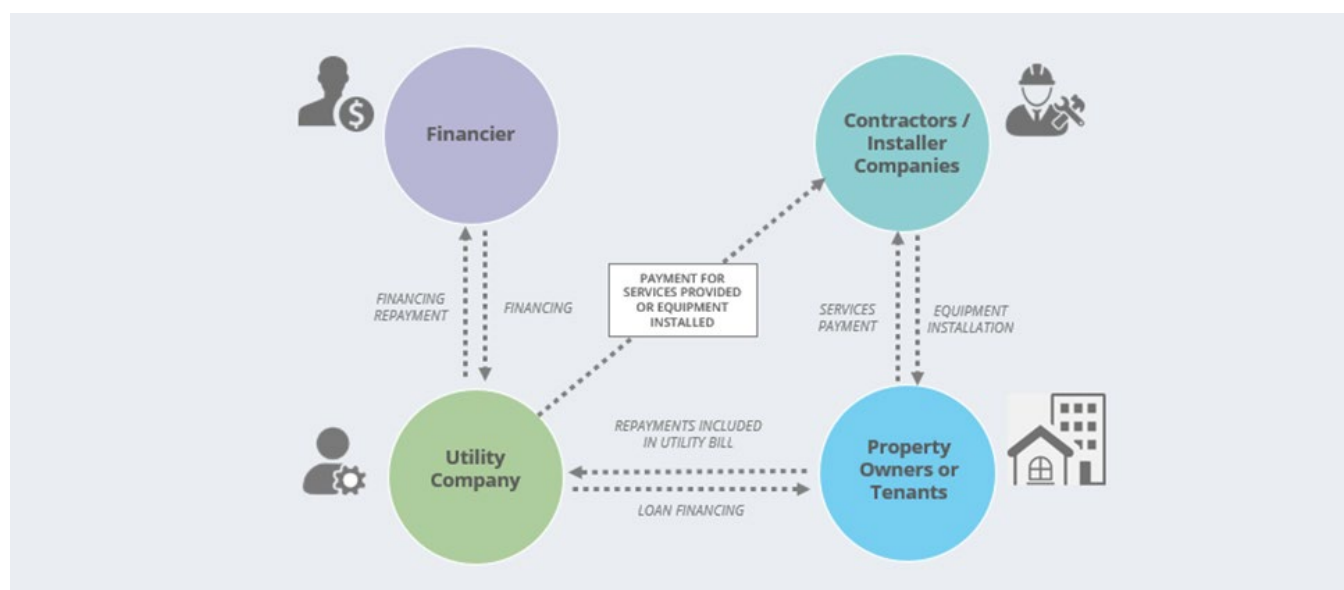 Financier
Contractors /
Installer
Companies
PAYMENT FOR
SERVICES PROVIDED
OR EQUIPMENT
INSTALLED
FINANCING
REPAYMENT
FINANCING
SERVICES
PAYMENT
EQUIPMENT
INSTALLATION
Utility
Company
REPAYMENTS INCLUDED
IN UTILITY BILL
LOAN FINANCING
Property
Owners or
Tenants
$